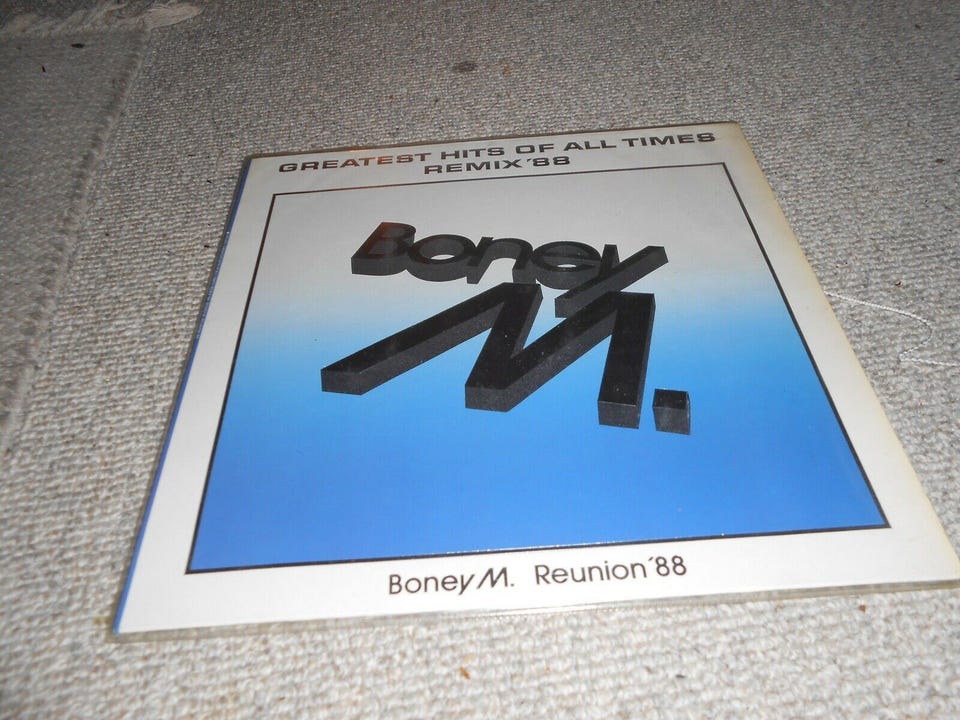 GREATEST HITS OF ALL TIMES
REMIX ´88
Boney
M.
Boney M. Reunion ´88